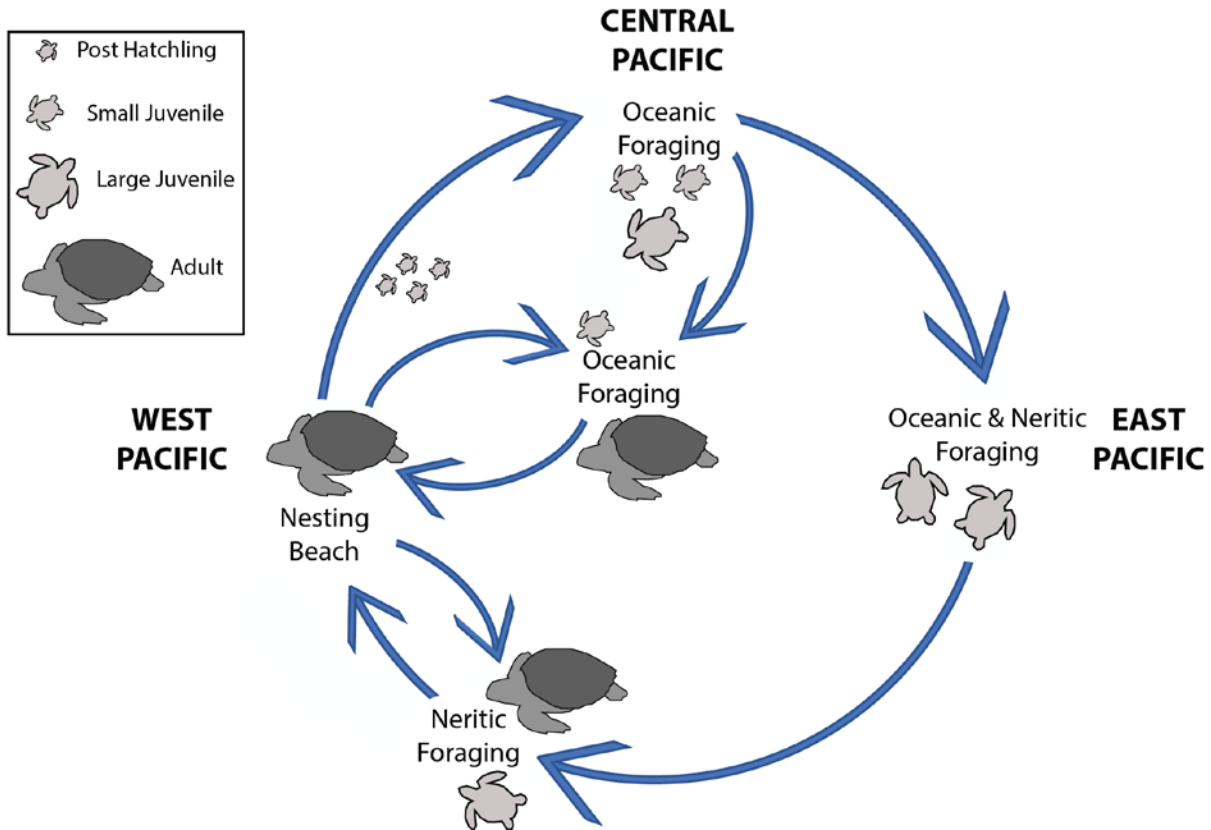 Post Hatchling
Small Juvenile
Large Juvenile
Adult
CENTRAL
PACIFIC
Oceanic
Foraging
Oceanic
Foraging
WEST
PACIFIC
Nesting
Beach
Oceanic & Neritic
Foraging
EAST
PACIFIC
Neritic
Foraging